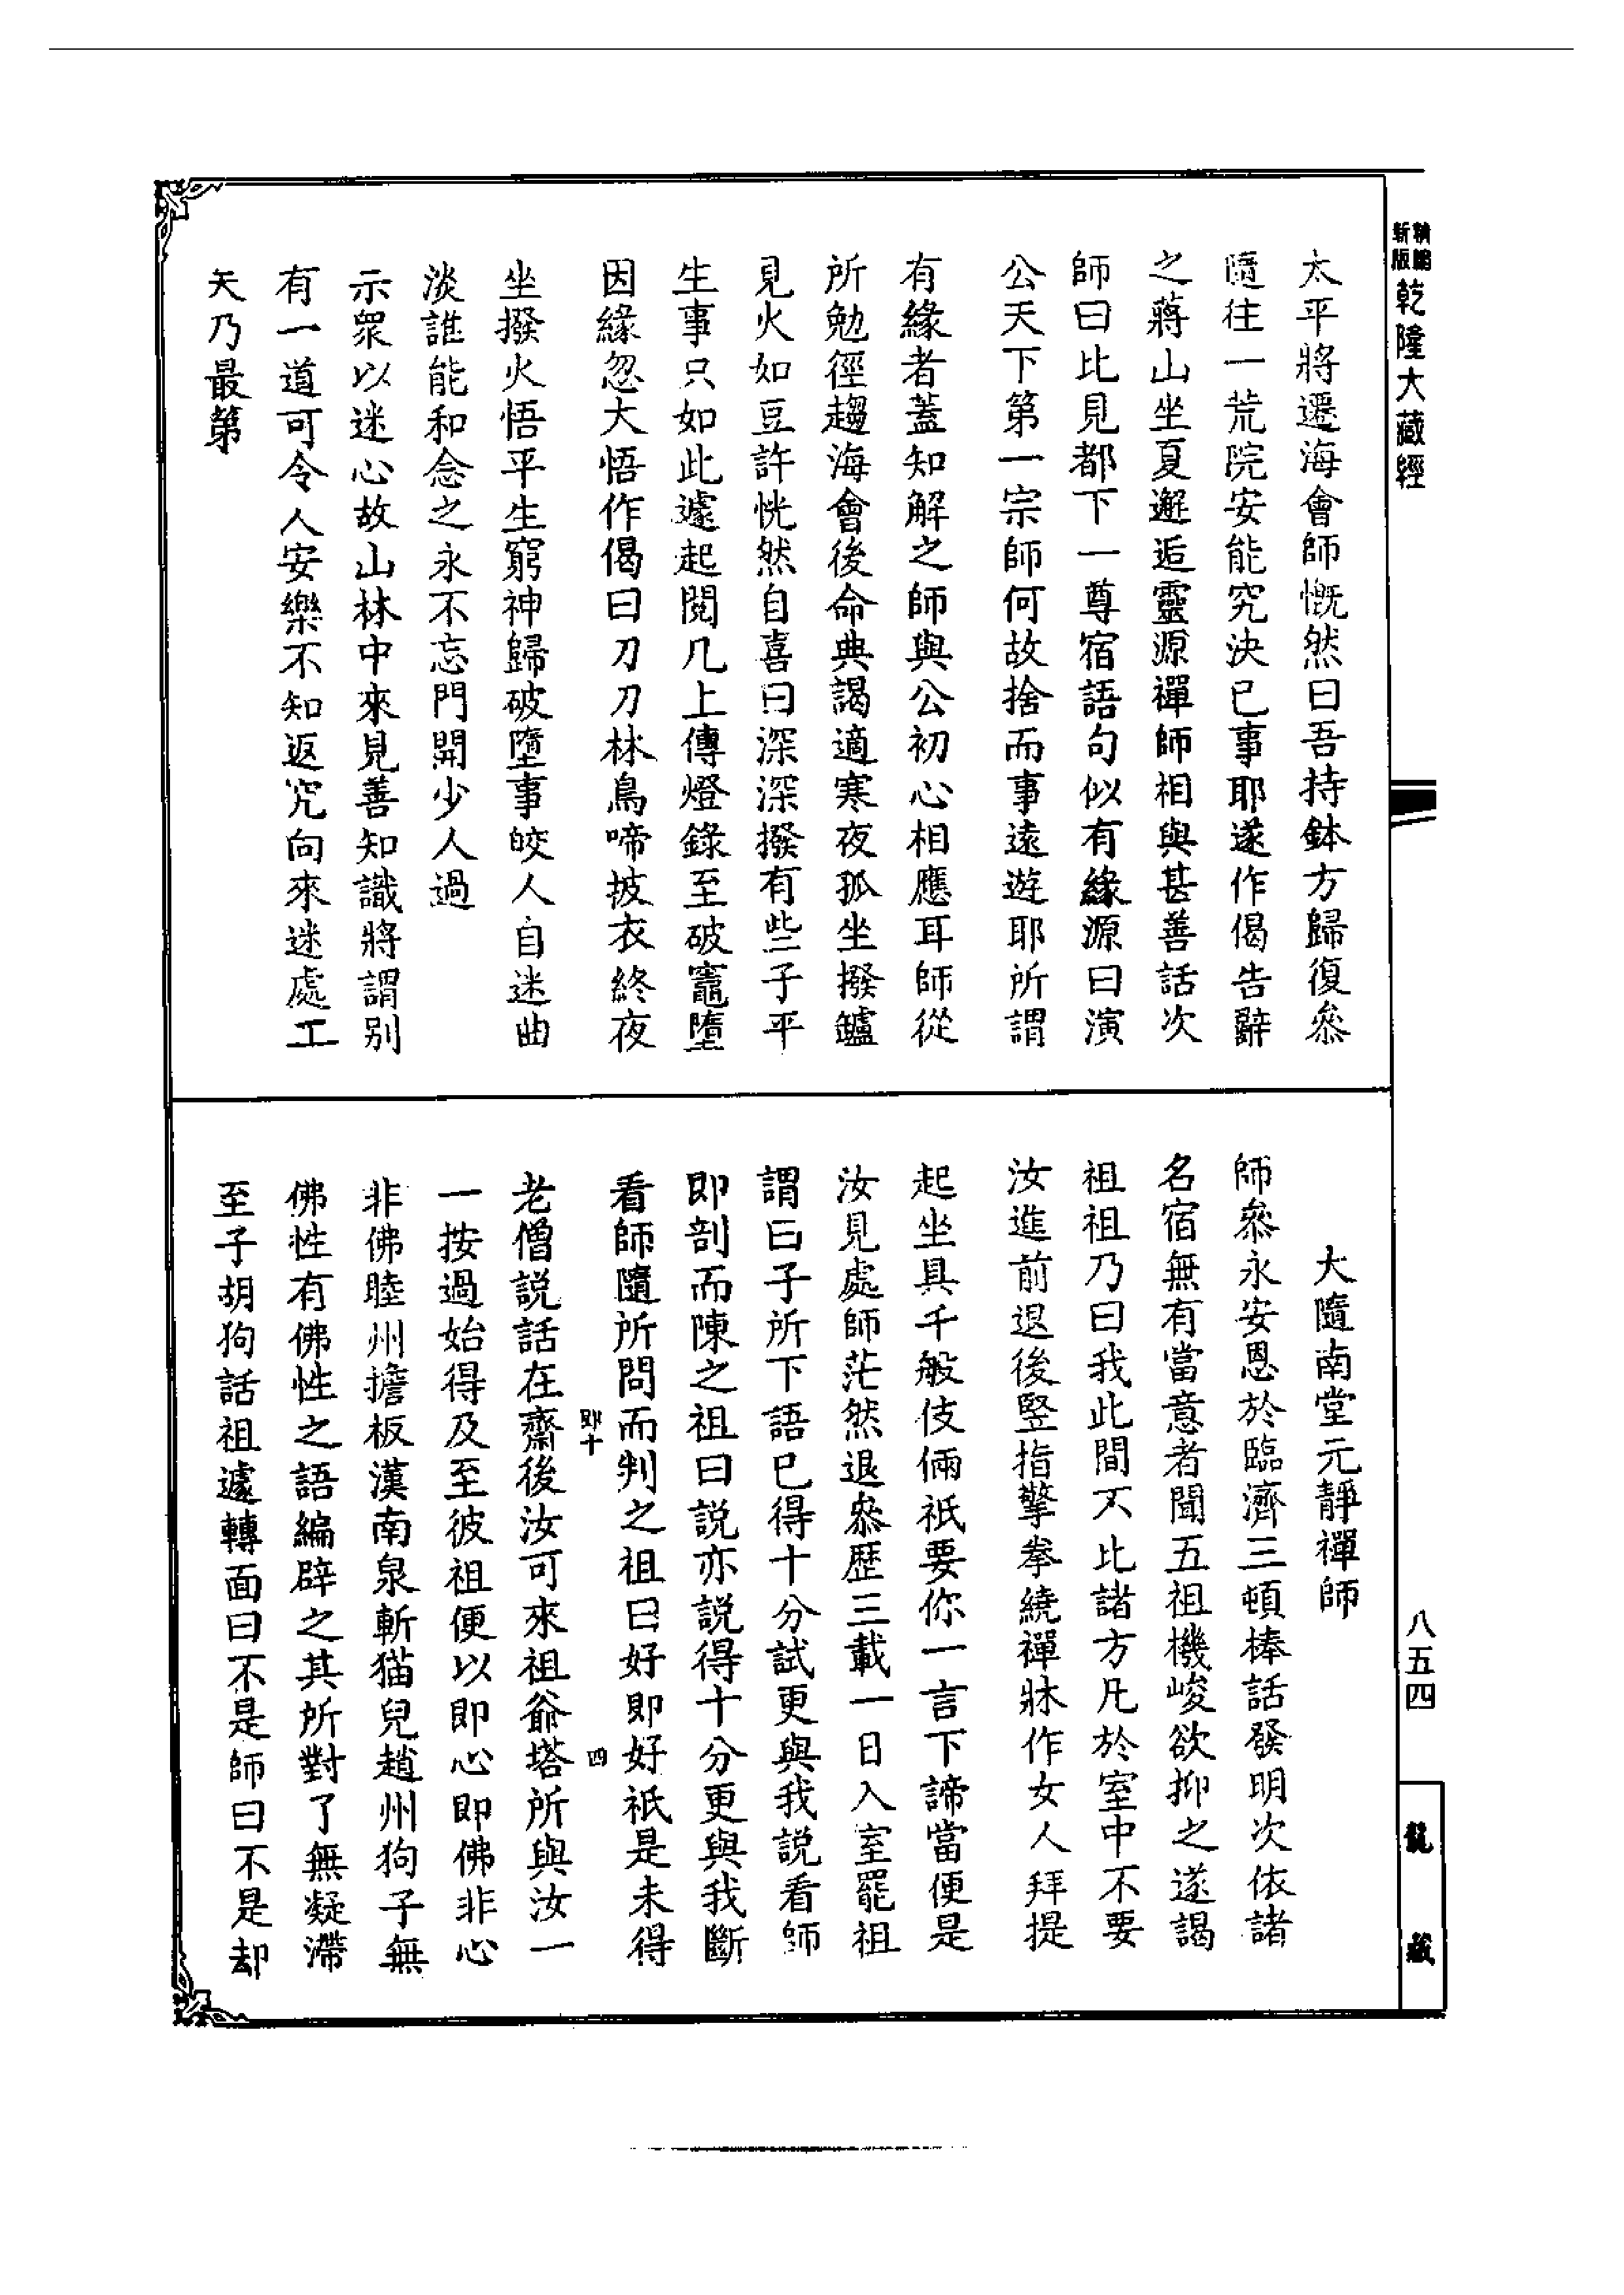 精鵰新版乾隆大藏經
太平將遷海會師慨然曰吾持鉢方歸復叅
隨往一荒院安能究決已事耶遂作偈告辭
之蔣山坐夏邂逅靈源禪師相與甚善話次
師曰比見都下一尊宿語句似有緣源曰演
公天下第一宗師何故捨而事遠遊耶所謂
有緣者蓋知解之師與公初心相應耳師從
所勉徑趨海會後命典謁適寒夜孤坐撥鑪
見火如豆許恍然自喜曰深深撥有些子平
生事只如此遽起閱几上傳燈錄至破竈墮
因緣忽大悟作偈曰刀刀林鳥啼披衣終夜
坐撥火悟平生窮神歸破墮事皎人自迷曲
淡誰能和念之永不忘門開少人過
示衆以迷心故山林中來見善知識將謂別
有一道可令人安樂不知返究向來迷處工
夭乃最第
大隨南堂元靜禪師
師叅永安恩於臨濟三頓棒話發明次依諸
名宿無有當意者聞五祖機峻欲抑之遂謁
祖祖乃曰我此間不比諸方凡於室中不要
汝進前退後竪指擎拳繞禪牀作女人拜提
起坐具千般伎倆祇要你一言下諦當便是
汝見處師茫然退叅歷三載一日入室罷祖
謂曰子所下語已得十分試更與我説看師
即剖而陳之祖曰説亦説得十分更與我斷
看師隨所問而判之祖曰好即好祇是未得
即十
四
老僧説話在齋後汝可來祖爺塔所與汝一
一按過始得及至彼祖便以即心即佛非心
非佛睦州擔板漢南泉斬猫兒趙州狗子無
佛性有佛性之語編辟之其所對了無凝滯
至子胡狗話祖遽轉面曰不是師曰不是却
八五四
龍藏